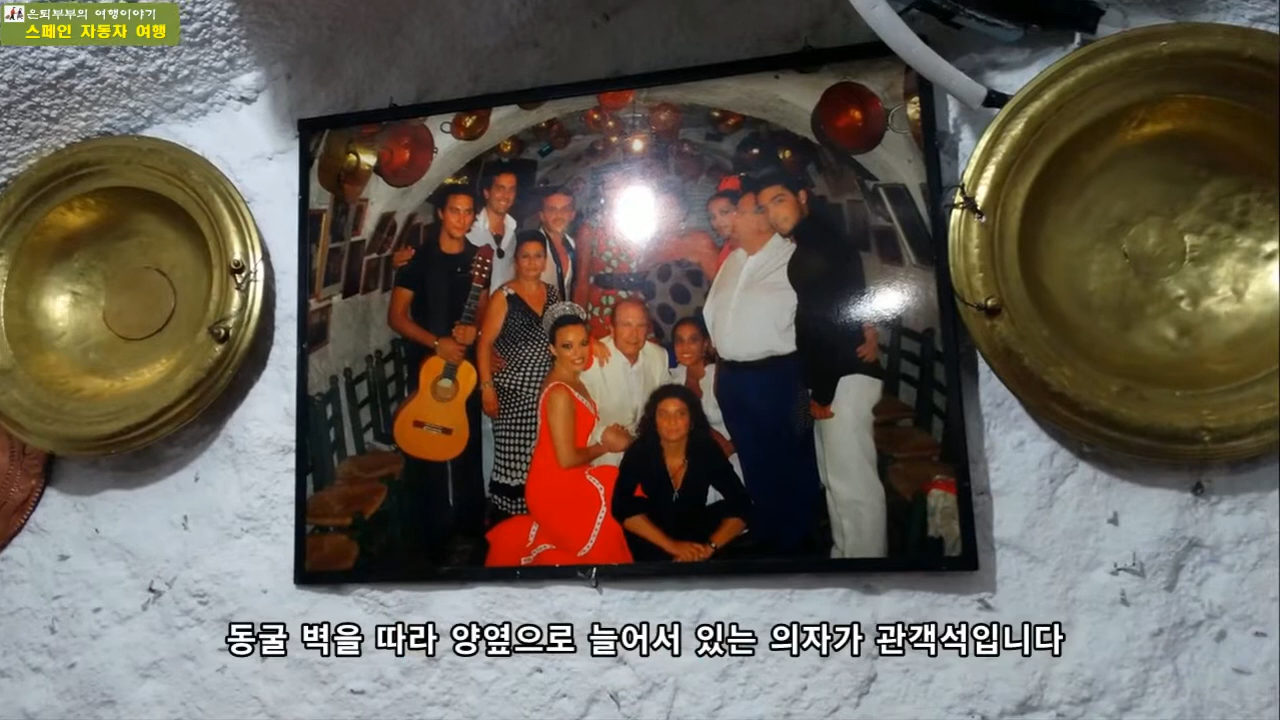 은퇴부부의 여행이야기
스페인 자동자 여행
동굴 벽을 따라 양옆으로 늘어서 있는 의자가 관객석입니다